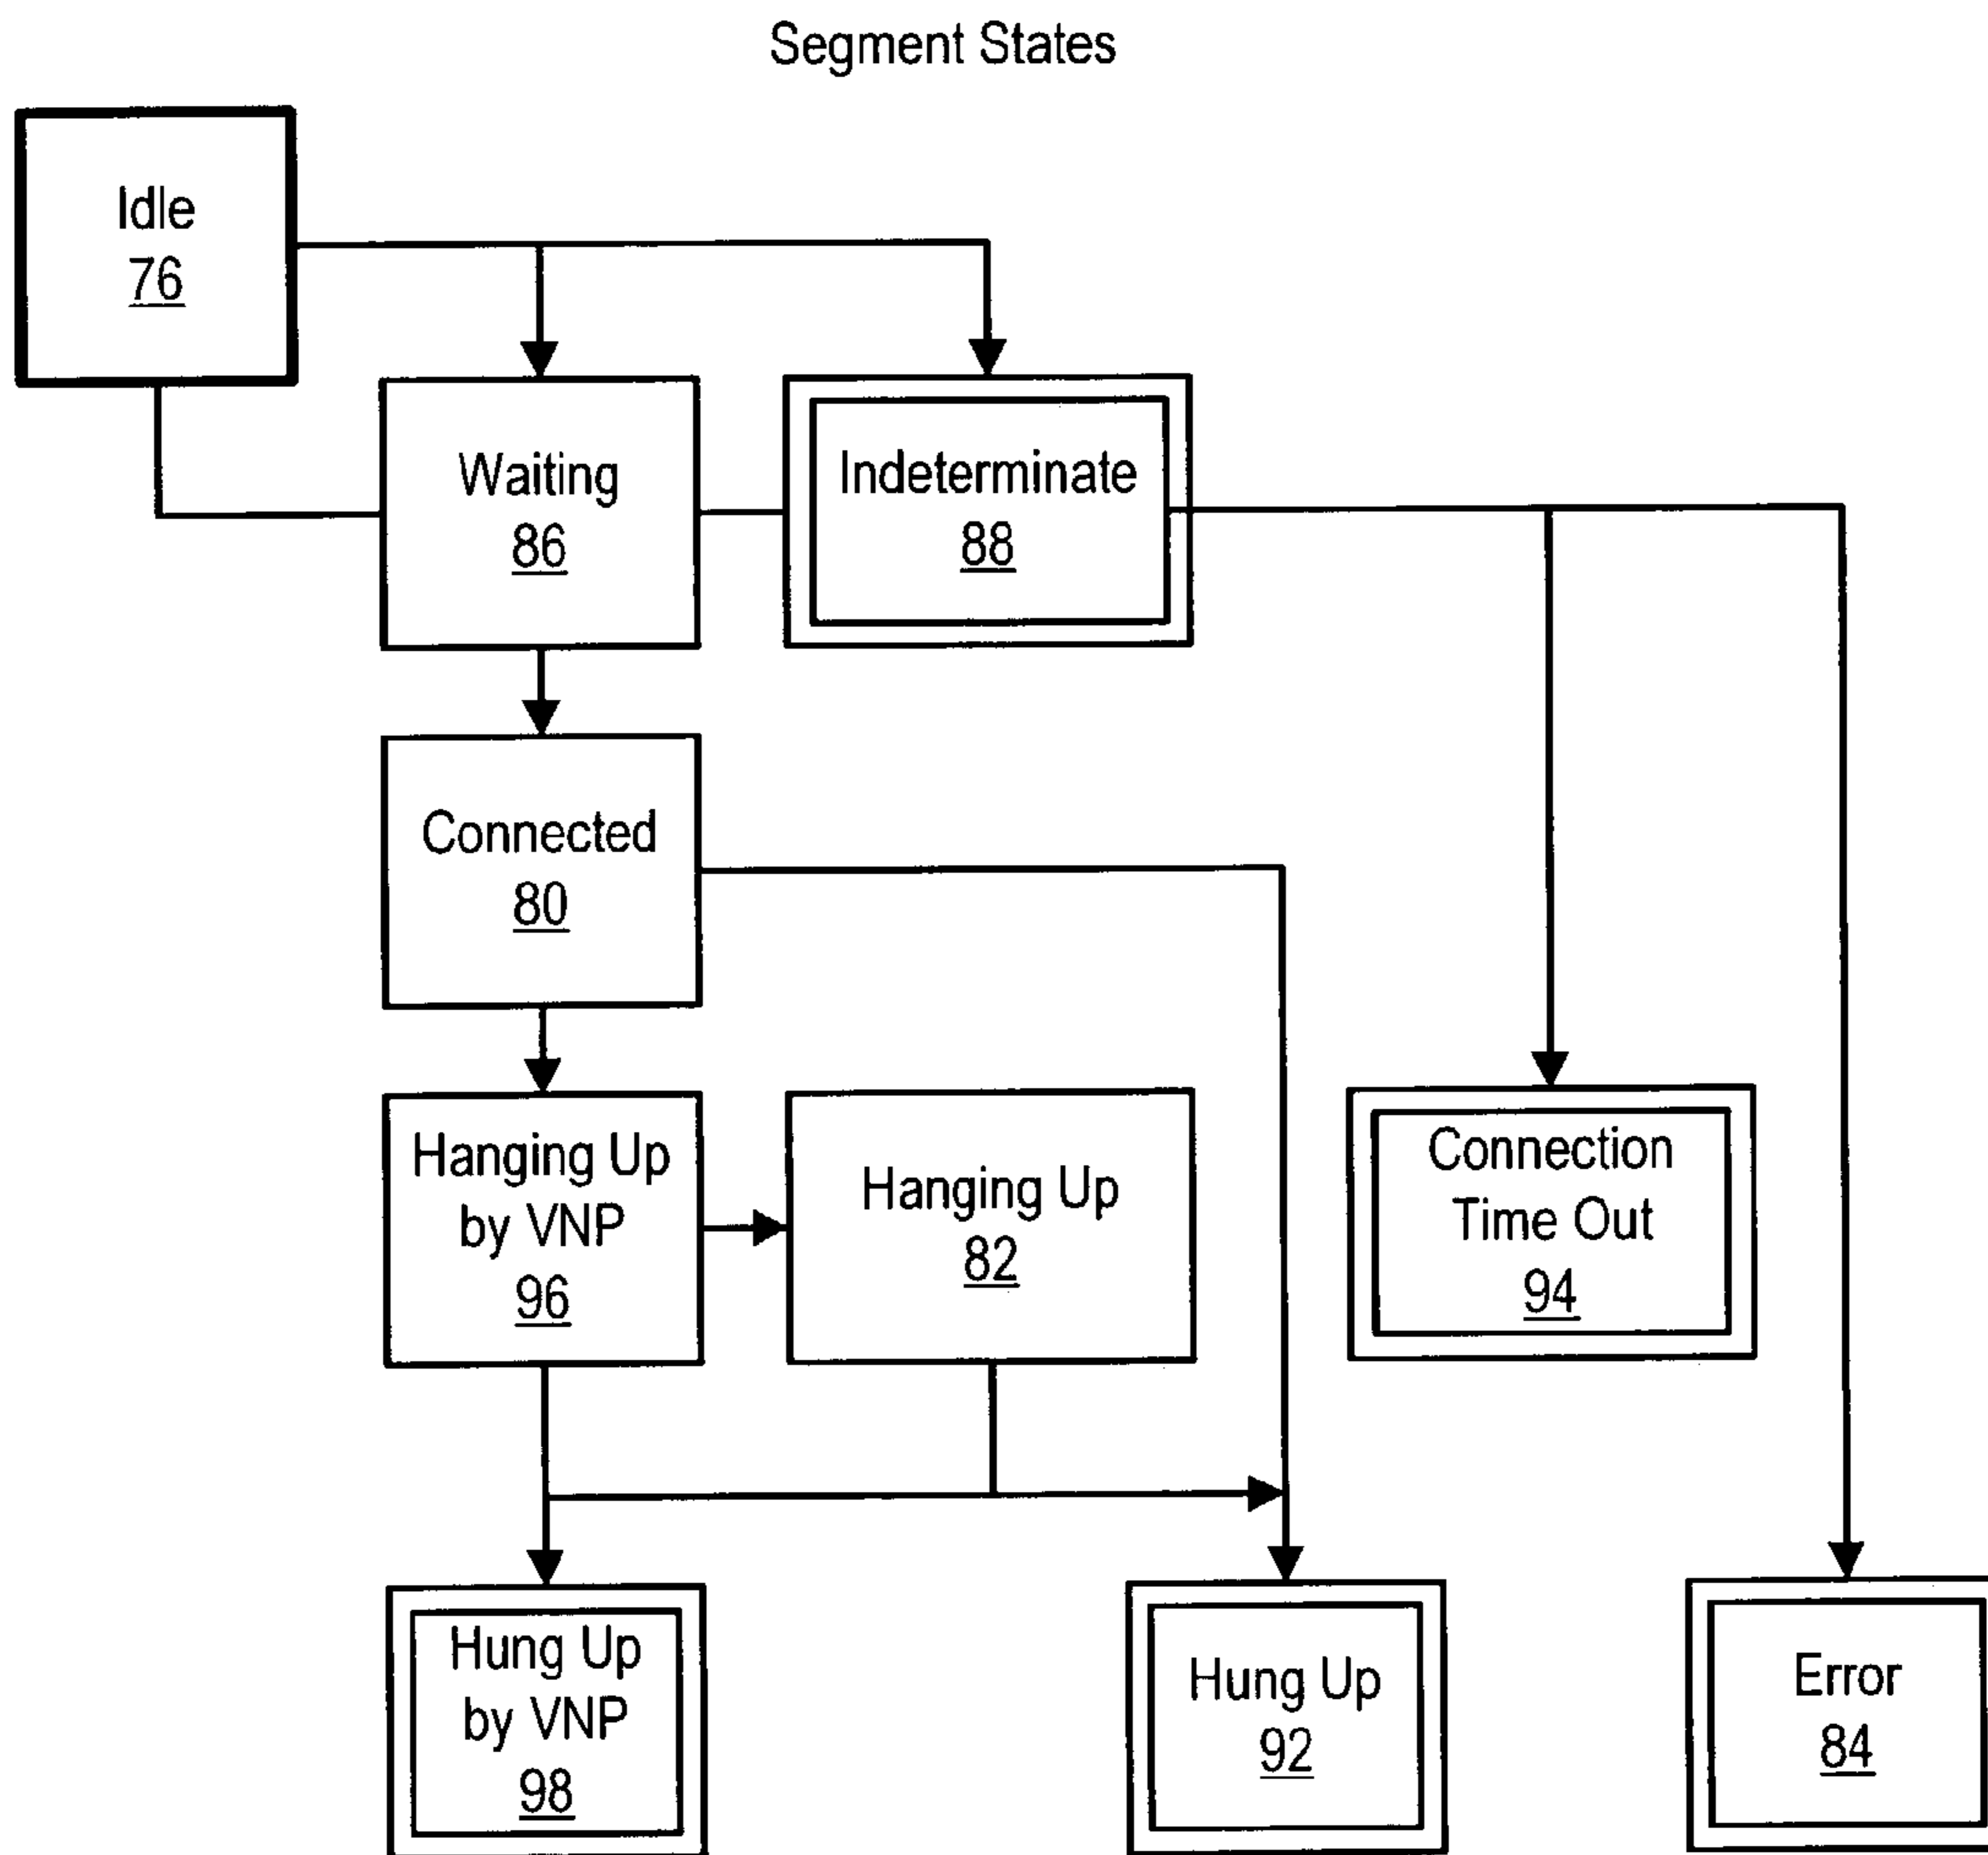 Segment States
Idle
76
Waiting
86
Indeterminate
88
Connected
80
Hanging Up
by VNP
96
Hanging Up
82
Connection
Time Out
94
Hung Up
by VNP
98
Hung Up
92
Error
84